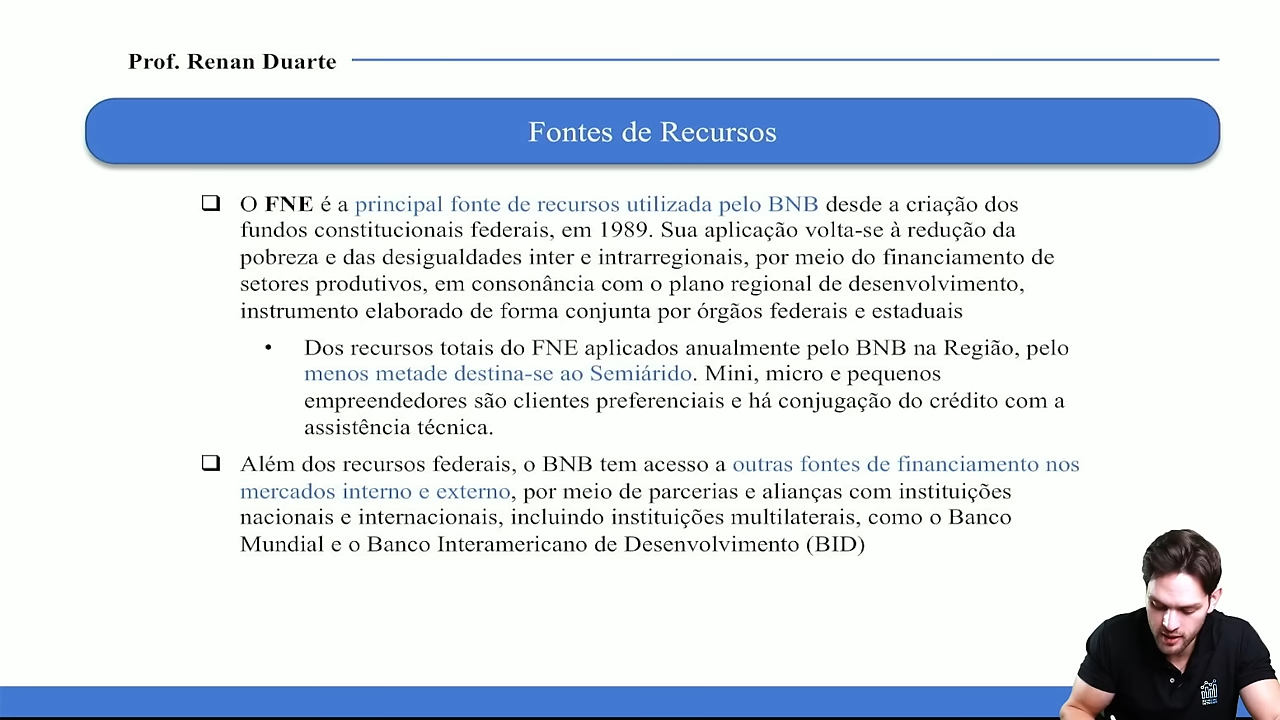 Prof. Renan Duarte
Fontes de Recursos
❑ O FNE é a principal fonte de recursos utilizada pelo BNB desde a criação dos
fundos constitucionais federais, em 1989. Sua aplicação volta-se à redução da
pobreza e das desigualdades inter e intrarregionais, por meio do financiamento de
setores produtivos, em consonância com o plano regional de desenvolvimento,
instrumento elaborado de forma conjunta por órgãos federais e estaduais
• Dos recursos totais do FNE aplicados anualmente pelo BNB na Região, pelo
menos metade destina-se ao Semiárido. Mini, micro e pequenos
empreendedores são clientes preferenciais e há conjugação do crédito com a
assistência técnica.
❑ Além dos recursos federais, o BNB tem acesso a outras fontes de financiamento nos
mercados interno e externo, por meio de parcerias e alianças com instituições
nacionais e internacionais, incluindo instituições multilaterais, como o Banco
Mundial e o Banco Interamericano de Desenvolvimento (BID)